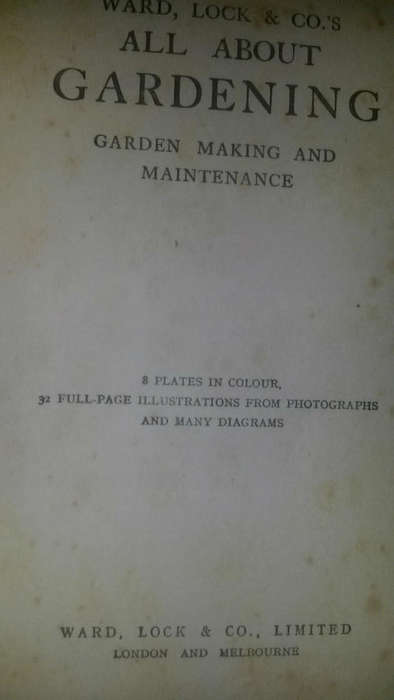 WARD, LOCK & CO.'S
ALL ABOUT
GARDENING
GARDEN MAKING AND
MAINTENANCE
8 PLATES IN COLOUR,
32 FULL-PAGE ILLUSTRATIONS FROM PHOTOGRAPHS
AND MANY DIAGRAMS
WARD, LOCK & CO., LIMITED
LONDON AND MELBOURNE